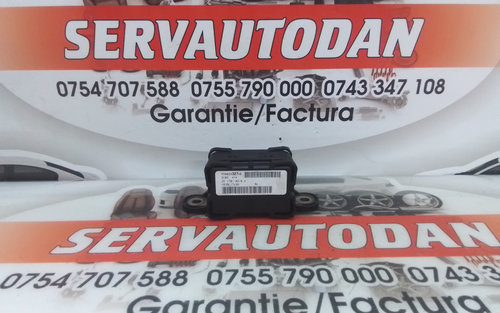 SERVAUTODAN
0754 707 588 0755 790 000 0743 347 108
Garantie/Factura
SERVAUTODAN
0754 707 588 0755 790 000 0743 3
Garantie/Factura